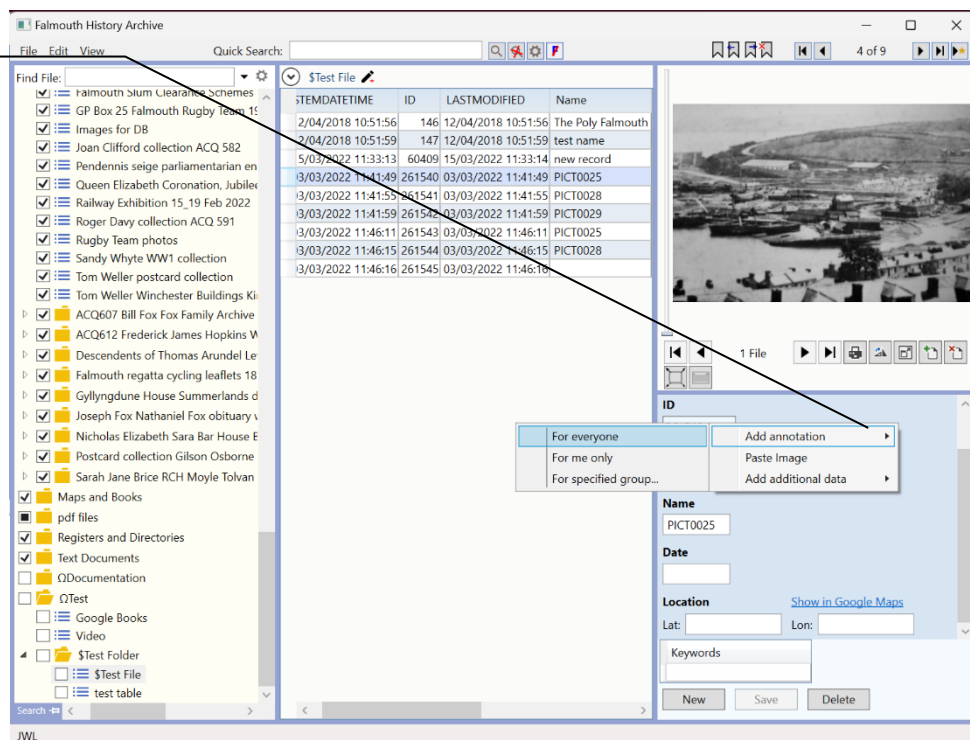 Falmouth History Archive
File Edit View Quick Search: 4 of 9
Find File:
Falmouth Slum Clearance Schemes
GP Box 25 Falmouth Rugby Team 19
Images for DB
Joan Clifford collection ACQ 582
Pendennis seige parliamentarian en
Queen Elizabeth Coronation, Jubilee
Railway Exhibition 15_19 Feb 2022
Roger Davy collection ACQ 591
Rugby Team photos
Sandy Whyte WW1 collection
Tom Weller postcard collection
Tom Weller Winchester Buildings Ki
ACQ607 Bill Fox Fox Family Archive
ACQ612 Frederick James Hopkins W
Descendents of Thomas Arundel Le
Falmouth regatta cycling leaflets 18
Gyllyngdune House Summerlands d
Joseph Fox Nathaniel Fox obituary
Nicholas Elizabeth Sara Bar House E
Postcard collection Gilson Osborne
Sarah Jane Brice RCH Moyle Tolvan
Maps and Books
pdf files
Registers and Directories
Text Documents
ΩDocumentation
ΩTest
Google Books
Video
$Test Folder
$Test File
test table
Search
JWL
$Test File
STEMDATETIME ID LASTMODIFIED Name
2/04/2018 10:51:56 146 12/04/2018 10:51:56 The Poly Falmouth
2/04/2018 10:51:59 147 12/04/2018 10:51:59 test name
5/03/2022 11:33:13 60409 15/03/2022 11:33:14 new record
03/03/2022 11:41:49 261540 03/03/2022 11:41:49 PICT0025
03/03/2022 11:41:55 261541 03/03/2022 11:41:55 PICT0028
03/03/2022 11:41:59 261542 03/03/2022 11:41:59 PICT0029
03/03/2022 11:46:11 261543 03/03/2022 11:46:11 PICT0025
03/03/2022 11:46:15 261544 03/03/2022 11:46:15 PICT0028
03/03/2022 11:46:16 261545 03/03/2022 11:46:16
1 File
ID
For everyone
For me only
For specified group...
Add annotation
Paste Image
Add additional data
Name
PICT0025
Date
Location Show in Google Maps
Lat: Lon:
Keywords
New Save Delete